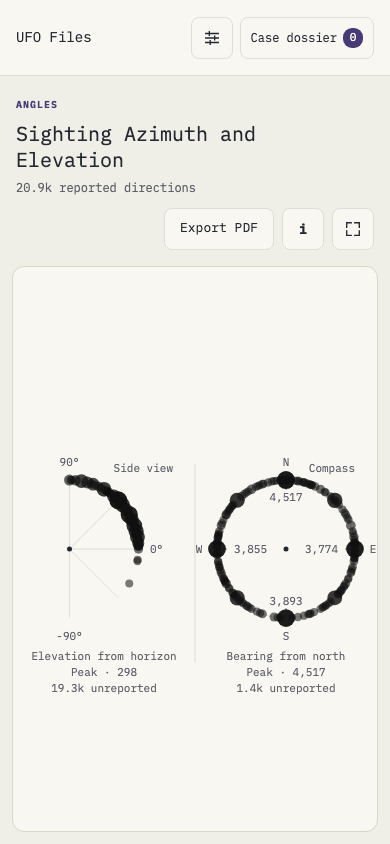 UFO Files
Case dossier 0
ANGLES
Sighting Azimuth and
Elevation
20.9k reported directions
Export PDF
i
90°
Side view
0°
-90°
Elevation from horizon
Peak · 298
19.3k unreported
N
Compass
4,517
W
3,855
3,774
E
3,893
S
Bearing from north
Peak · 4,517
1.4k unreported